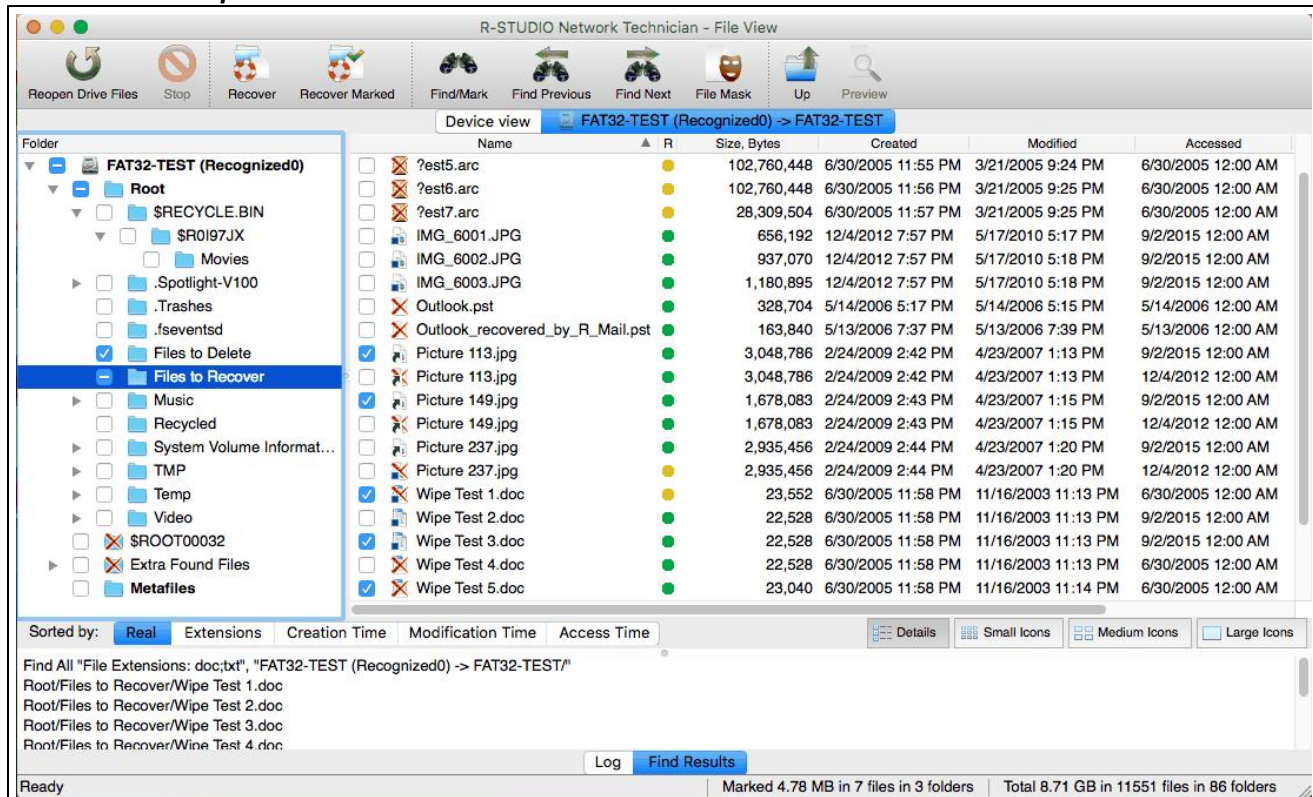 R-STUDIO Network Technician - File View
Reopen Drive Files Stop Recover Recover Marked Find/Mark Find Previous Find Next File Mask Up Preview
Device view FAT32-TEST (Recognized0) -> FAT32-TEST
Folder
FAT32-TEST (Recognized0)
Root
$RECYCLE.BIN
$R0I97JX
Movies
.Spotlight-V100
.Trashes
.fseventsd
Files to Delete
Files to Recover
Music
Recycled
System Volume Informat...
TMP
Temp
Video
$ROOT00032
Extra Found Files
Metafiles
Name R Size, Bytes Created Modified Accessed
?est5.arc 102,760,448 6/30/2005 11:55 PM 3/21/2005 9:24 PM 6/30/2005 12:00 AM
?est6.arc 102,760,448 6/30/2005 11:56 PM 3/21/2005 9:25 PM 6/30/2005 12:00 AM
?est7.arc 28,309,504 6/30/2005 11:57 PM 3/21/2005 9:25 PM 6/30/2005 12:00 AM
IMG_6001.JPG 656,192 12/4/2012 7:57 PM 5/17/2010 5:17 PM 9/2/2015 12:00 AM
IMG_6002.JPG 937,070 12/4/2012 7:57 PM 5/17/2010 5:18 PM 9/2/2015 12:00 AM
IMG_6003.JPG 1,180,895 12/4/2012 7:57 PM 5/17/2010 5:18 PM 9/2/2015 12:00 AM
Outlook.pst 328,704 5/14/2006 5:17 PM 5/14/2006 5:15 PM 5/14/2006 12:00 AM
Outlook_recovered_by_R_Mail.pst 163,840 5/13/2006 7:37 PM 5/13/2006 7:39 PM 5/13/2006 12:00 AM
Picture 113.jpg 3,048,786 2/24/2009 2:42 PM 4/23/2007 1:13 PM 9/2/2015 12:00 AM
Picture 113.jpg 3,048,786 2/24/2009 2:42 PM 4/23/2007 1:13 PM 12/4/2012 12:00 AM
Picture 149.jpg 1,678,083 2/24/2009 2:43 PM 4/23/2007 1:15 PM 9/2/2015 12:00 AM
Picture 149.jpg 1,678,083 2/24/2009 2:43 PM 4/23/2007 1:15 PM 12/4/2012 12:00 AM
Picture 237.jpg 2,935,456 2/24/2009 2:44 PM 4/23/2007 1:20 PM 9/2/2015 12:00 AM
Picture 237.jpg 2,935,456 2/24/2009 2:44 PM 4/23/2007 1:20 PM 12/4/2012 12:00 AM
Wipe Test 1.doc 23,552 6/30/2005 11:58 PM 11/16/2003 11:13 PM 6/30/2005 12:00 AM
Wipe Test 2.doc 22,528 6/30/2005 11:58 PM 11/16/2003 11:13 PM 9/2/2015 12:00 AM
Wipe Test 3.doc 22,528 6/30/2005 11:58 PM 11/16/2003 11:13 PM 9/2/2015 12:00 AM
Wipe Test 4.doc 22,528 6/30/2005 11:58 PM 11/16/2003 11:13 PM 6/30/2005 12:00 AM
Wipe Test 5.doc 23,040 6/30/2005 11:58 PM 11/16/2003 11:14 PM 6/30/2005 12:00 AM
Sorted by: Real Extensions Creation Time Modification Time Access Time Details Small Icons Medium Icons Large Icons
Find All "File Extensions: doc;txt", "FAT32-TEST (Recognized0) -> FAT32-TEST/"
Root/Files to Recover/Wipe Test 1.doc
Root/Files to Recover/Wipe Test 2.doc
Root/Files to Recover/Wipe Test 3.doc
Root/Files to Recover/Wipe Test 4.doc
Log Find Results
Ready Marked 4.78 MB in 7 files in 3 folders Total 8.71 GB in 11551 files in 86 folders